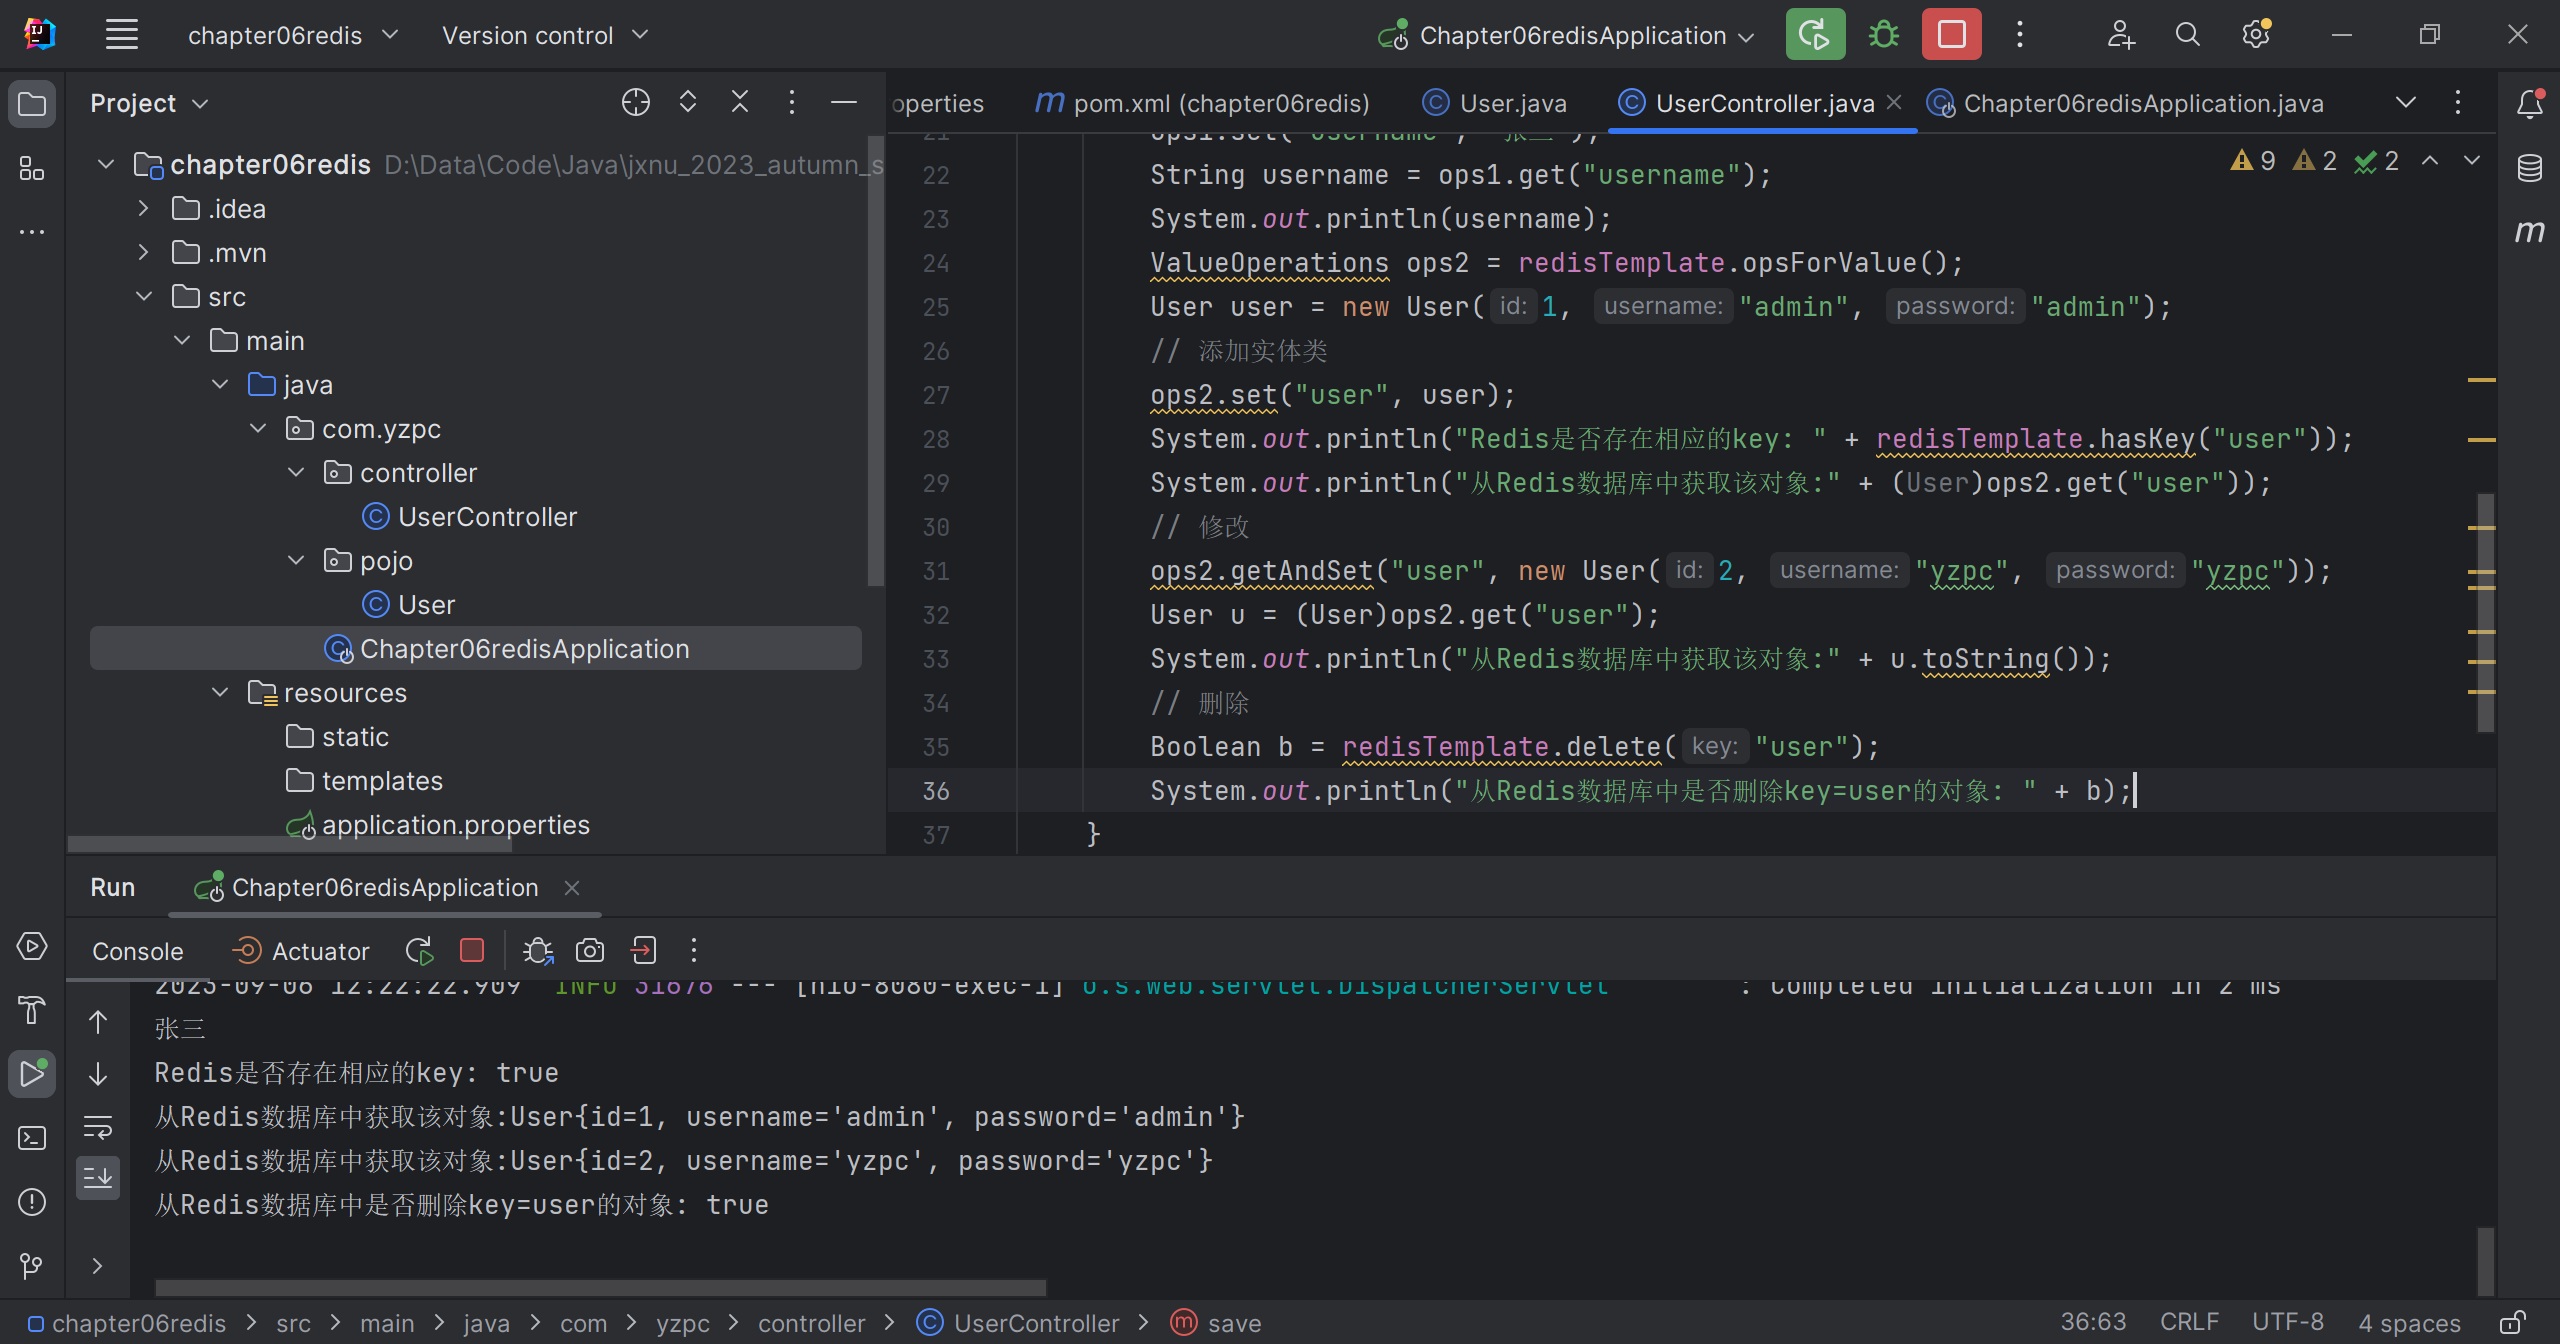 chapter06redis Version control Chapter06redisApplication
Project
operties m pom.xml (chapter06redis) User.java UserController.java Chapter06redisApplication.java
chapter06redis D:\Data\Code\Java\jxnu_2023_autumn_s
.idea
.mvn
src
main
java
com.yzpc
controller
UserController
pojo
User
Chapter06redisApplication
resources
static
templates
application.properties
9 2 2
21 ops1.set("username", "张三");
22 String username = ops1.get("username");
23 System.out.println(username);
24 ValueOperations ops2 = redisTemplate.opsForValue();
25 User user = new User( id: 1, username: "admin", password: "admin");
26 // 添加实体类
27 ops2.set("user", user);
28 System.out.println("Redis是否存在相应的key: " + redisTemplate.hasKey("user"));
29 System.out.println("从Redis数据库中获取该对象:" + (User)ops2.get("user"));
30 // 修改
31 ops2.getAndSet("user", new User( id: 2, username: "yzpc", password: "yzpc"));
32 User u = (User)ops2.get("user");
33 System.out.println("从Redis数据库中获取该对象:" + u.toString());
34 // 删除
35 Boolean b = redisTemplate.delete( key: "user");
36 System.out.println("从Redis数据库中是否删除key=user的对象: " + b);
37 }
m
Run Chapter06redisApplication
Console Actuator
2023-09-06 12:22:22.909 INFO 31676 --- [nio-8080-exec-1] o.s.web.servlet.DispatcherServlet : Completed initialization in 2 ms
张三
Redis是否存在相应的key: true
从Redis数据库中获取该对象:User{id=1, username='admin', password='admin'}
从Redis数据库中获取该对象:User{id=2, username='yzpc', password='yzpc'}
从Redis数据库中是否删除key=user的对象: true
chapter06redis > src > main > java > com > yzpc > controller > UserController > save 36:63 CRLF UTF-8 4 spaces